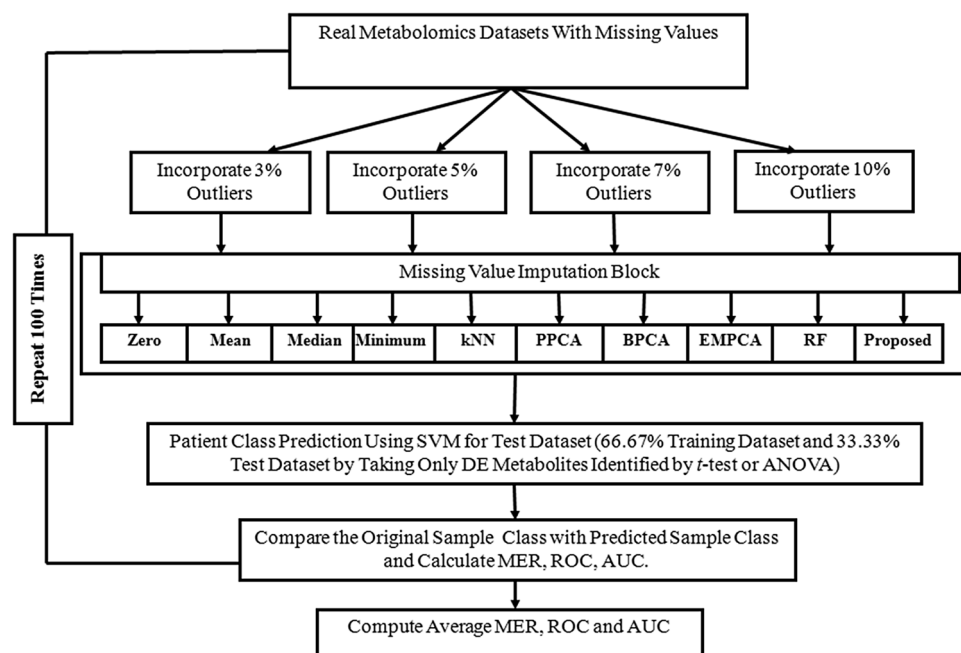 Real Metabolomics Datasets With Missing Values
Incorporate 3%
Outliers
Incorporate 5%
Outliers
Incorporate 7%
Outliers
Incorporate 10%
Outliers
Repeat 100 Times
Missing Value Imputation Block
Zero
Mean
Median
Minimum
kNN
PPCA
BPCA
EMPCA
RF
Proposed
Patient Class Prediction Using SVM for Test Dataset (66.67% Training Dataset and 33.33%
Test Dataset by Taking Only DE Metabolites Identified by t-test or ANOVA)
Compare the Original Sample Class with Predicted Sample Class
and Calculate MER, ROC, AUC.
Compute Average MER, ROC and AUC